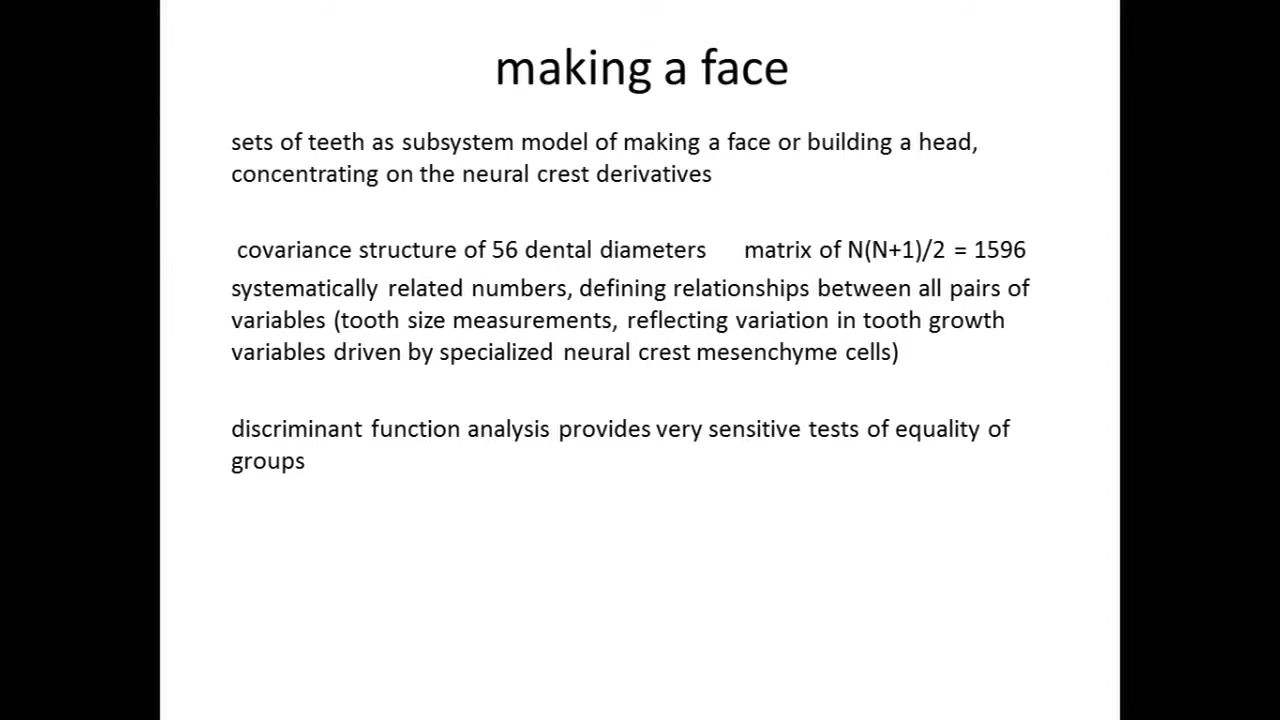 making a face
sets of teeth as subsystem model of making a face or building a head,
concentrating on the neural crest derivatives
covariance structure of 56 dental diameters matrix of N(N+1)/2 = 1596
systematically related numbers, defining relationships between all pairs of
variables (tooth size measurements, reflecting variation in tooth growth
variables driven by specialized neural crest mesenchyme cells)
discriminant function analysis provides very sensitive tests of equality of
groups